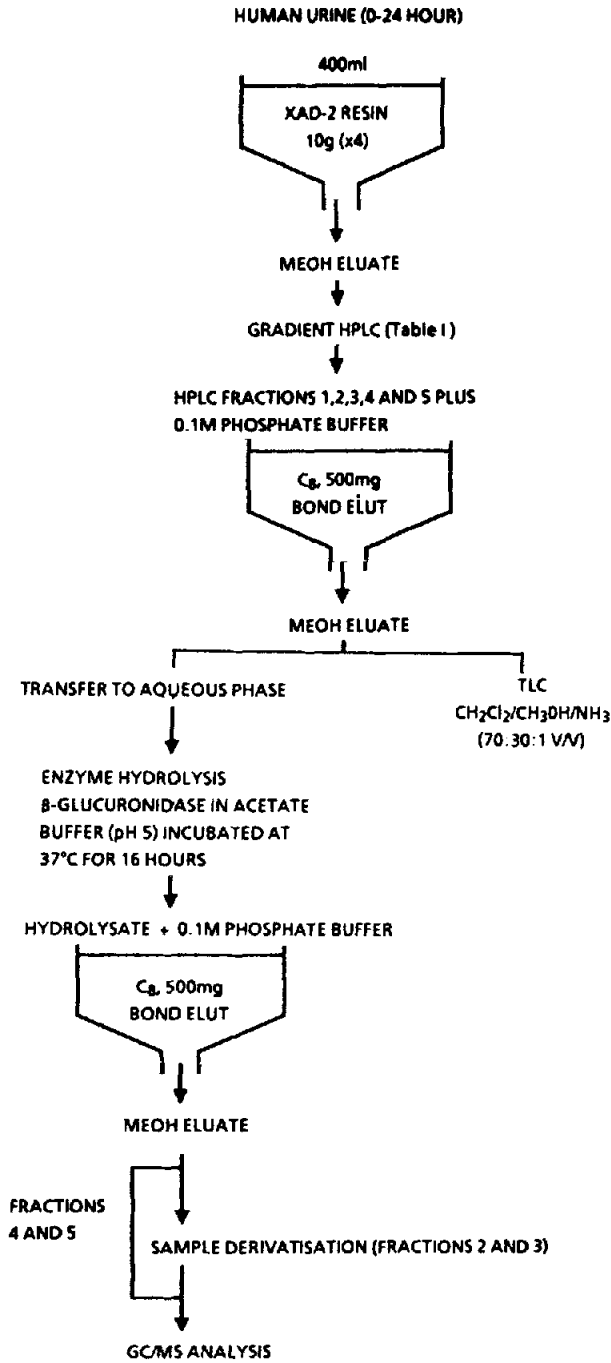 HUMAN URINE (0-24 HOUR)
400ml
XAD-2 RESIN
10g (x4)
MEOH ELUATE
GRADIENT HPLC (Table I)
HPLC FRACTIONS 1,2,3,4 AND 5 PLUS
0.1M PHOSPHATE BUFFER
C₈, 500mg
BOND ELUT
MEOH ELUATE
TRANSFER TO AQUEOUS PHASE
TLC
CH₂Cl₂/CH₃OH/NH₃
(70:30:1 V/V)
ENZYME HYDROLYSIS
β-GLUCURONIDASE IN ACETATE
BUFFER (pH 5) INCUBATED AT
37°C FOR 16 HOURS
HYDROLYSATE + 0.1M PHOSPHATE BUFFER
C₈, 500mg
BOND ELUT
MEOH ELUATE
FRACTIONS
4 AND 5
SAMPLE DERIVATISATION (FRACTIONS 2 AND 3)
GC/MS ANALYSIS